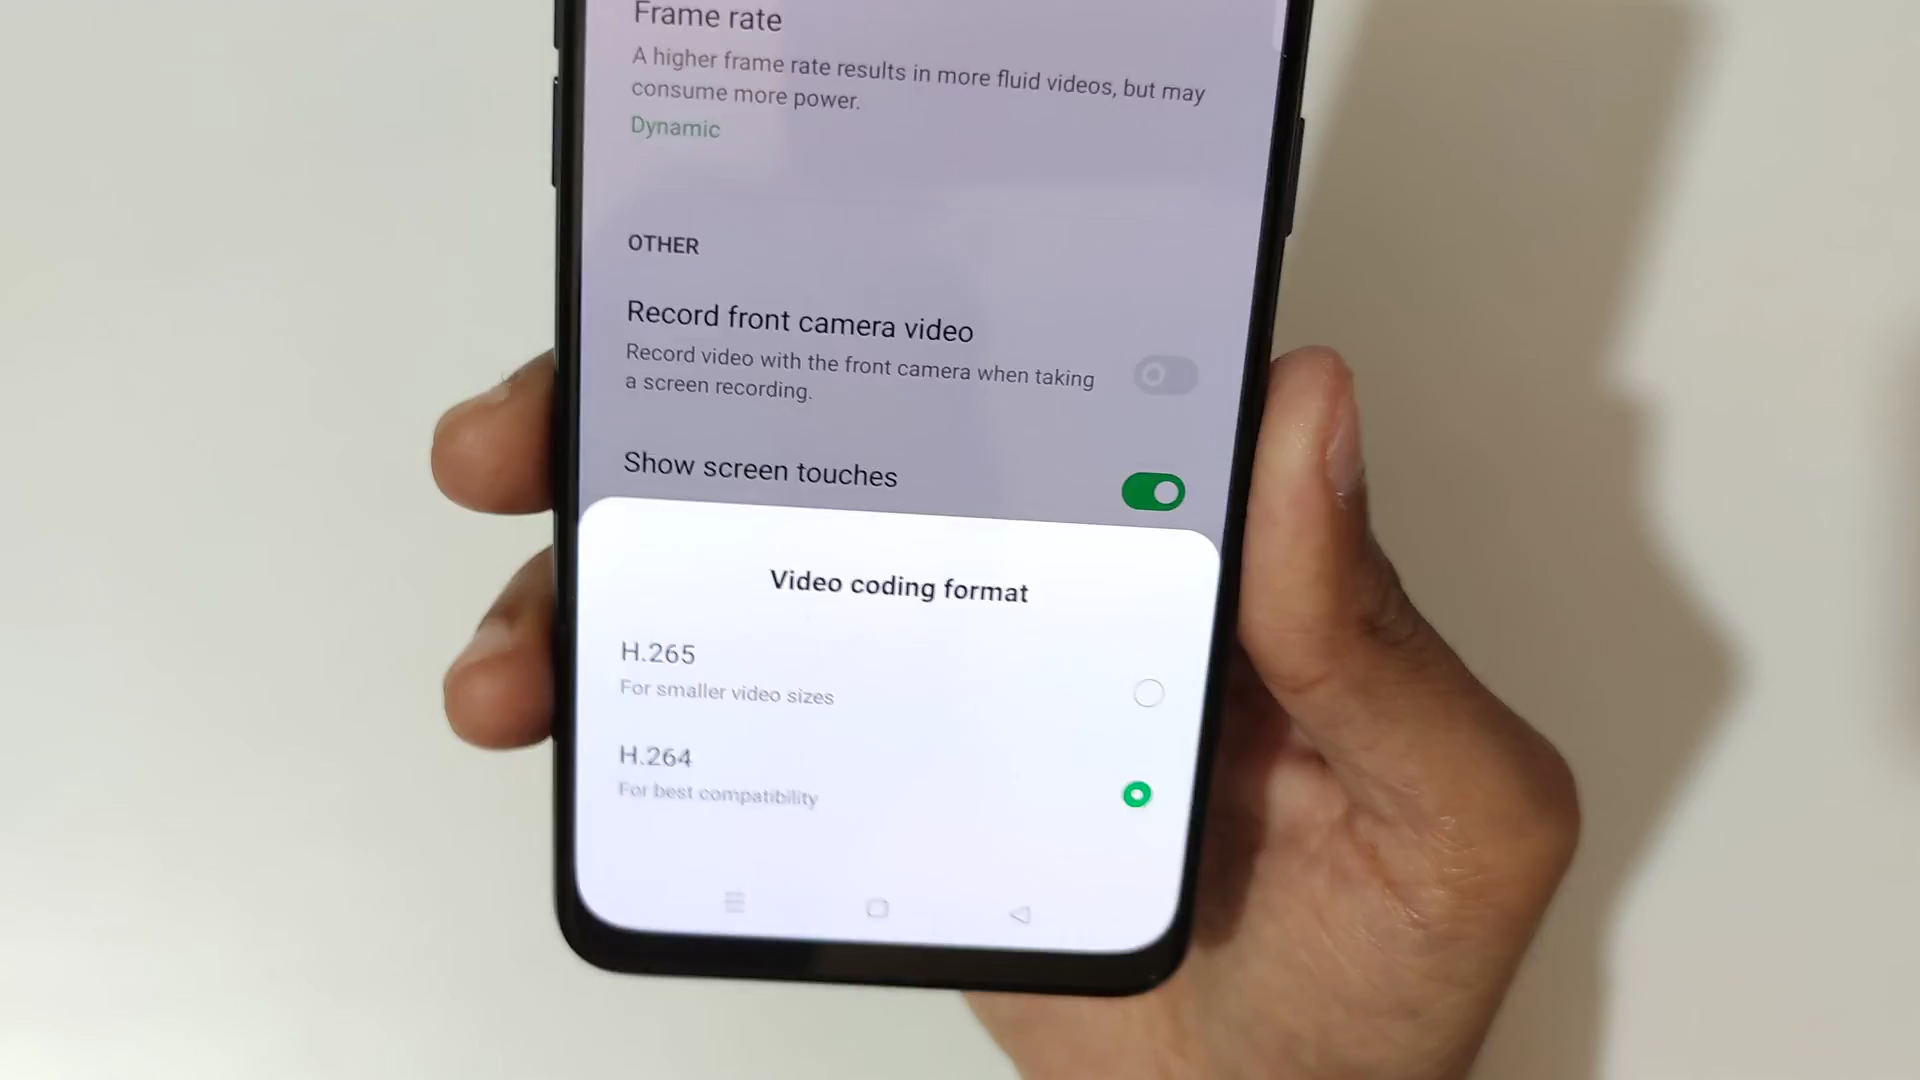 Frame rate
A higher frame rate results in more fluid videos, but may
consume more power.
Dynamic
OTHER
Record front camera video
Record video with the front camera when taking
a screen recording.
Show screen touches
Video coding format
H.265
For smaller video sizes
H.264
For best compatibility